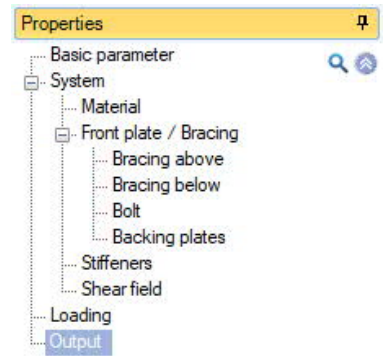 Properties
Basic parameter
System
Material
Front plate / Bracing
Bracing above
Bracing below
Bolt
Backing plates
Stiffeners
Shear field
Loading
Output